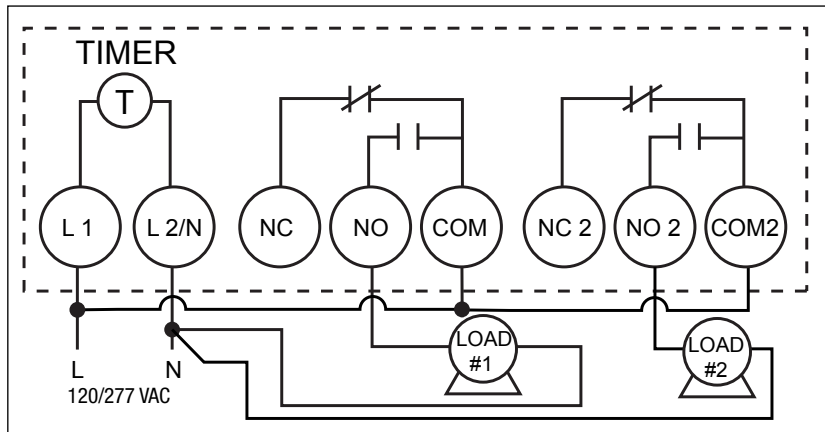 TIMER
T
L 1
L 2/N
NC
NO
COM
NC 2
NO 2
COM2
LOAD
#1
LOAD
#2
L
N
120/277 VAC